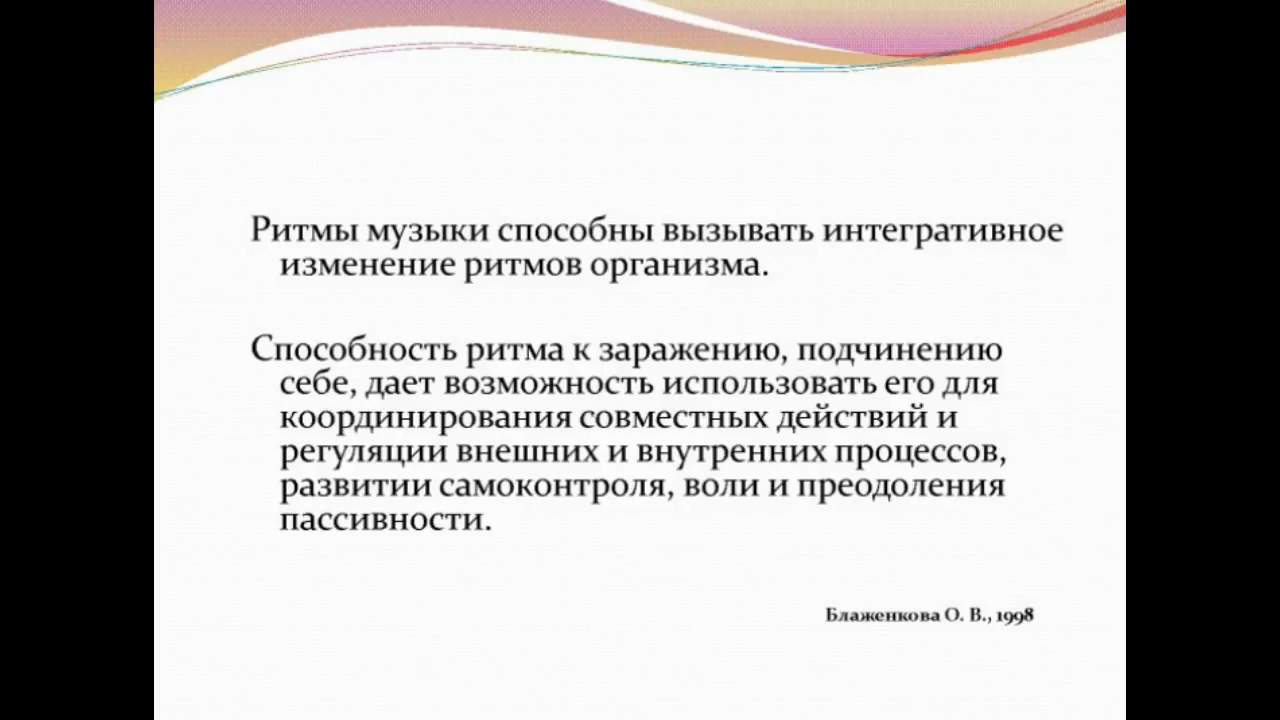 Ритмы музыки способны вызывать интегративное
изменение ритмов организма.
Способность ритма к заражению, подчинению
себе, дает возможность использовать его для
координирования совместных действий и
регуляции внешних и внутренних процессов,
развитии самоконтроля, воли и преодоления
пассивности.
Блаженкова О. В., 1998